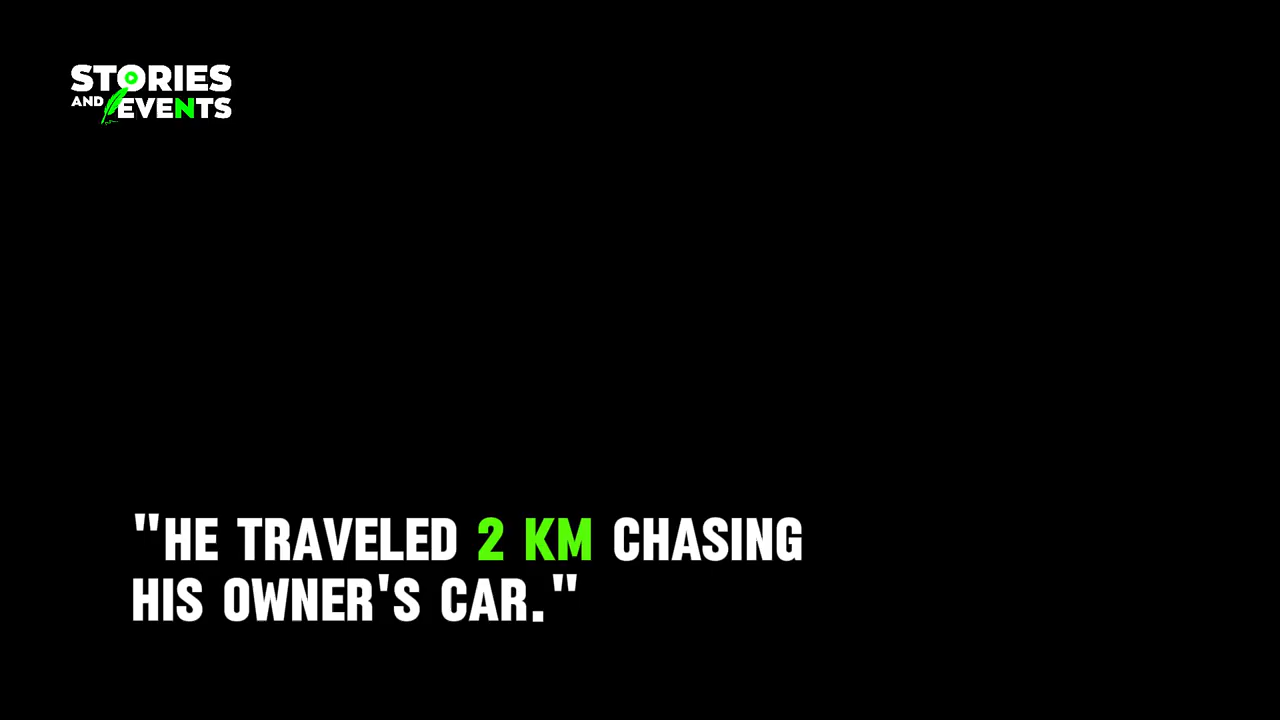 STORIES
AND EVENTS
"HE TRAVELED 2 KM CHASING
HIS OWNER'S CAR."